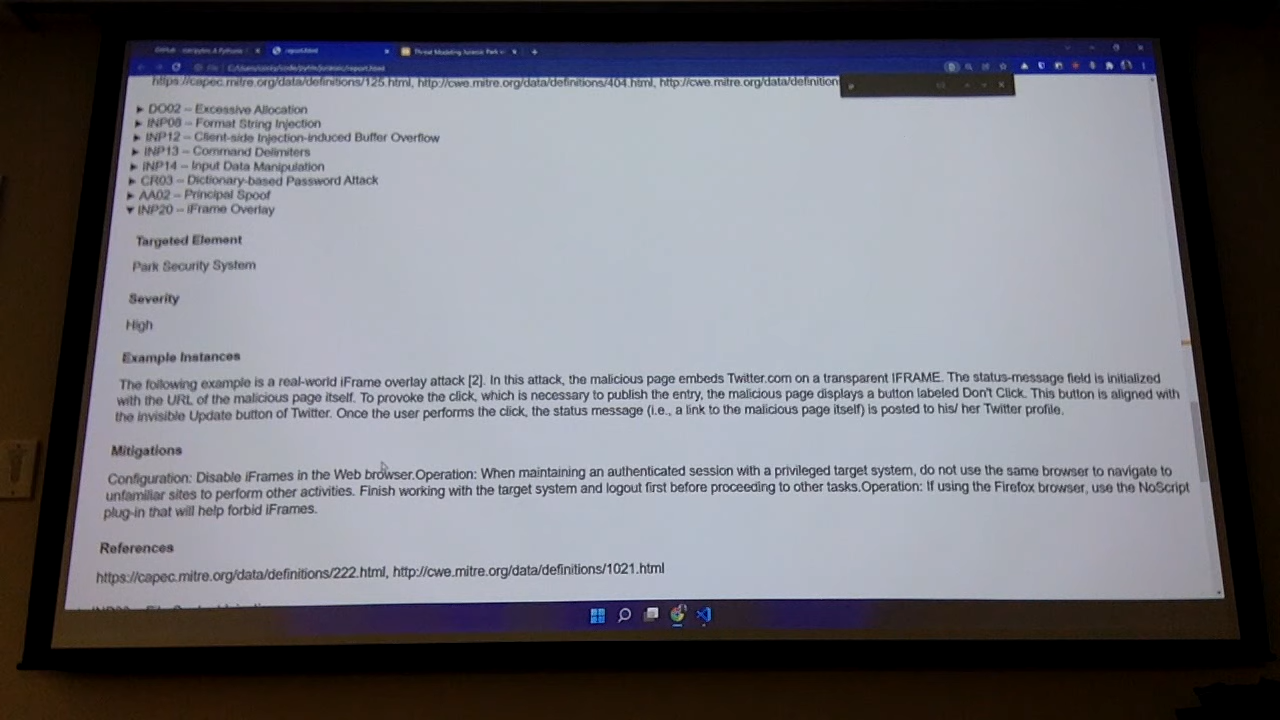 report.html
Threat Modeling Jurassic Park
https://capec.mitre.org/data/definitions/125.html, http://cwe.mitre.org/data/definitions/404.html, http://cwe.mitre.org/data/definition
► DO02 – Excessive Allocation
► INP08 – Format String Injection
► INP12 – Client-side Injection-induced Buffer Overflow
► INP13 – Command Delimiters
► INP14 – Input Data Manipulation
► CR03 – Dictionary-based Password Attack
► AA02 – Principal Spoof
▼ INP20 – iFrame Overlay
Targeted Element
Park Security System
Severity
High
Example Instances
The following example is a real-world iFrame overlay attack [2]. In this attack, the malicious page embeds Twitter.com on a transparent IFRAME. The status-message field is initialized
with the URL of the malicious page itself. To provoke the click, which is necessary to publish the entry, the malicious page displays a button labeled Don't Click. This button is aligned with
the invisible Update button of Twitter. Once the user performs the click, the status message (i.e., a link to the malicious page itself) is posted to his/ her Twitter profile.
Mitigations
Configuration: Disable iFrames in the Web browser.Operation: When maintaining an authenticated session with a privileged target system, do not use the same browser to navigate to
unfamiliar sites to perform other activities. Finish working with the target system and logout first before proceeding to other tasks.Operation: If using the Firefox browser, use the NoScript
plug-in that will help forbid iFrames.
References
https://capec.mitre.org/data/definitions/222.html, http://cwe.mitre.org/data/definitions/1021.html